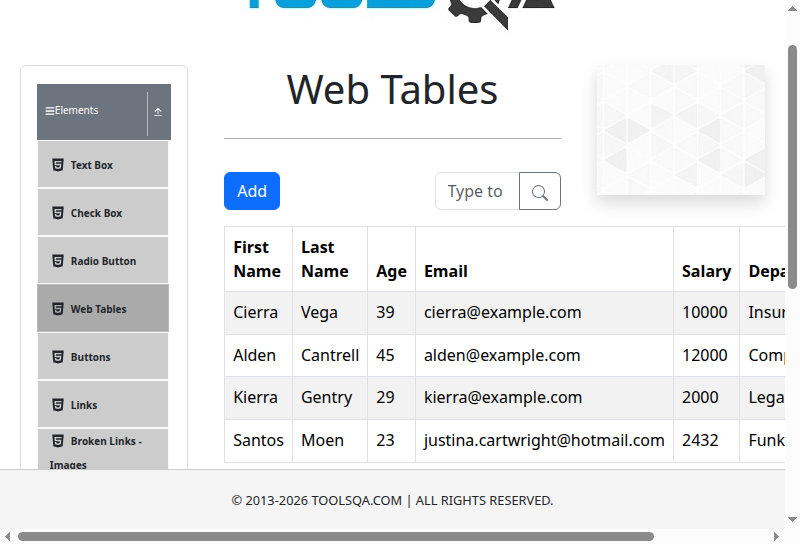 Web Tables
Elements
Text Box
Check Box
Radio Button
Web Tables
Buttons
Links
Broken Links -
Images
Add
Type to
First Name Last Name Age Email Salary
Cierra Vega 39 cierra@example.com 10000
Alden Cantrell 45 alden@example.com 12000
Kierra Gentry 29 kierra@example.com 2000
Santos Moen 23 justina.cartwright@hotmail.com 2432
© 2013-2026 TOOLSQA.COM | ALL RIGHTS RESERVED.